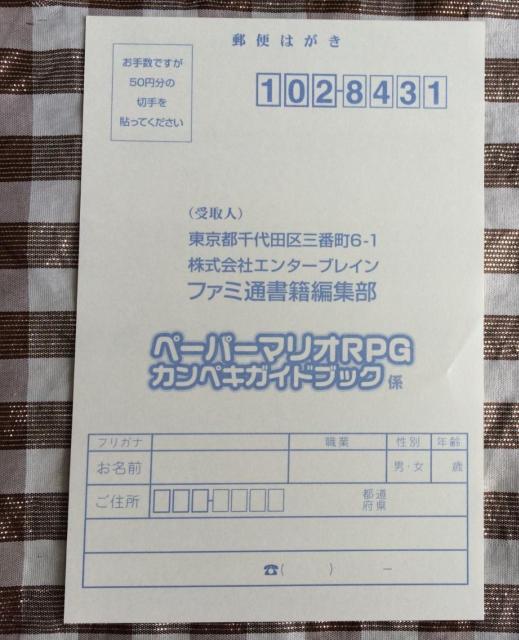 郵便はがき
お手数ですが
50円分の
切手を
貼ってください
102-8431
(受取人)
東京都千代田区三番町6-1
株式会社エンターブレイン
ファミ通書籍編集部
ペーパーマリオRPG
カンペキガイドブック係
フリガナ 職業 性別 年齢
お名前 男・女 歳
ご住所 - 都道
府県
☎( ) −